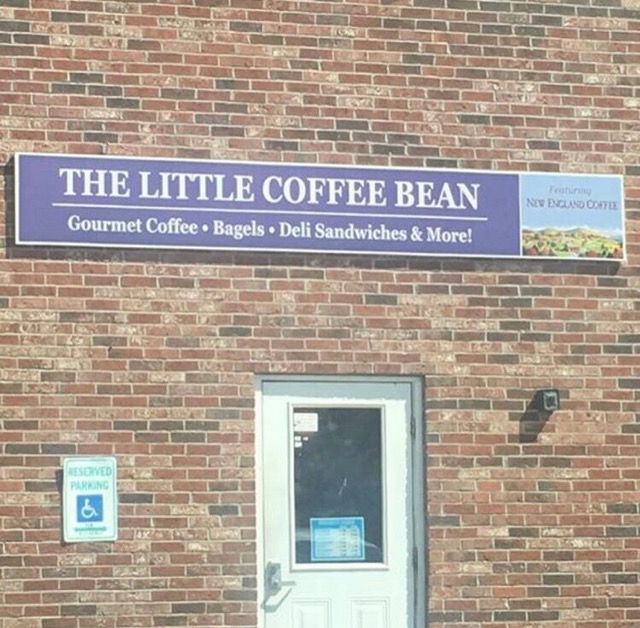 THE LITTLE COFFEE BEAN
Gourmet Coffee • Bagels • Deli Sandwiches & More!
Featuring
NEW ENGLAND COFFEE
RESERVED
PARKING